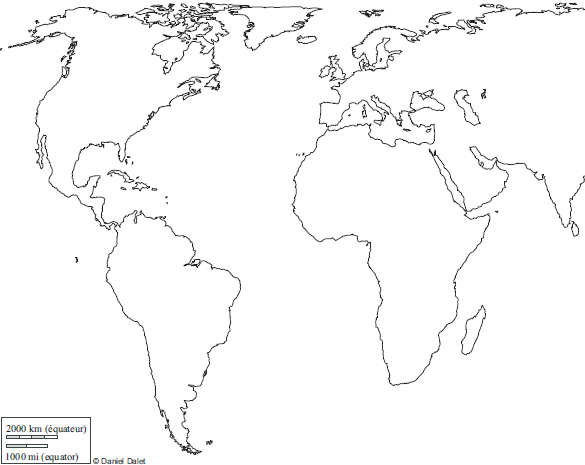 2000 km (équateur)
1000 mi (equator)
© Daniel Dalet